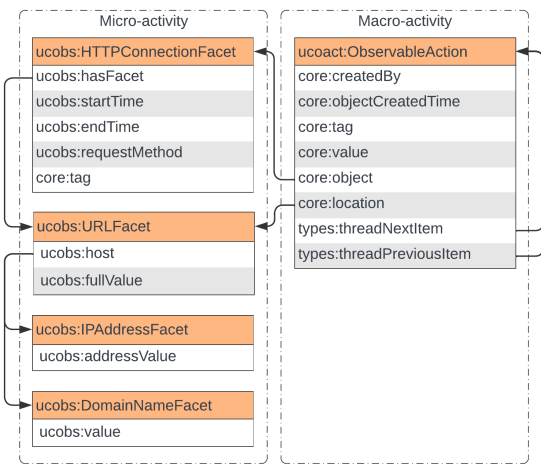 Micro-activity
ucobs:HTTPConnectionFacet
ucobs:hasFacet
ucobs:startTime
ucobs:endTime
ucobs:requestMethod
core:tag
ucobs:URLFacet
ucobs:host
ucobs:fullValue
ucobs:IPAddressFacet
ucobs:addressValue
ucobs:DomainNameFacet
ucobs:value
Macro-activity
ucoact:ObservableAction
core:createdBy
core:objectCreatedTime
core:tag
core:value
core:object
core:location
types:threadNextItem
types:threadPreviousItem